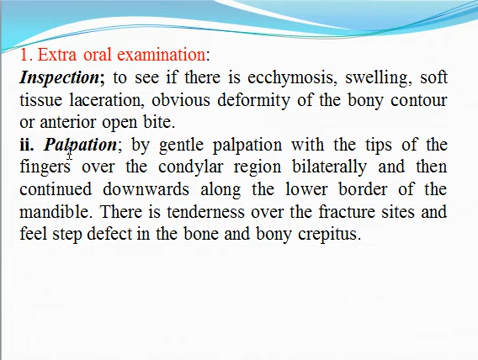 1. Extra oral examination:
Inspection; to see if there is ecchymosis, swelling, soft
tissue laceration, obvious deformity of the bony contour
or anterior open bite.
ii. Palpation; by gentle palpation with the tips of the
fingers over the condylar region bilaterally and then
continued downwards along the lower border of the
mandible. There is tenderness over the fracture sites and
feel step defect in the bone and bony crepitus.